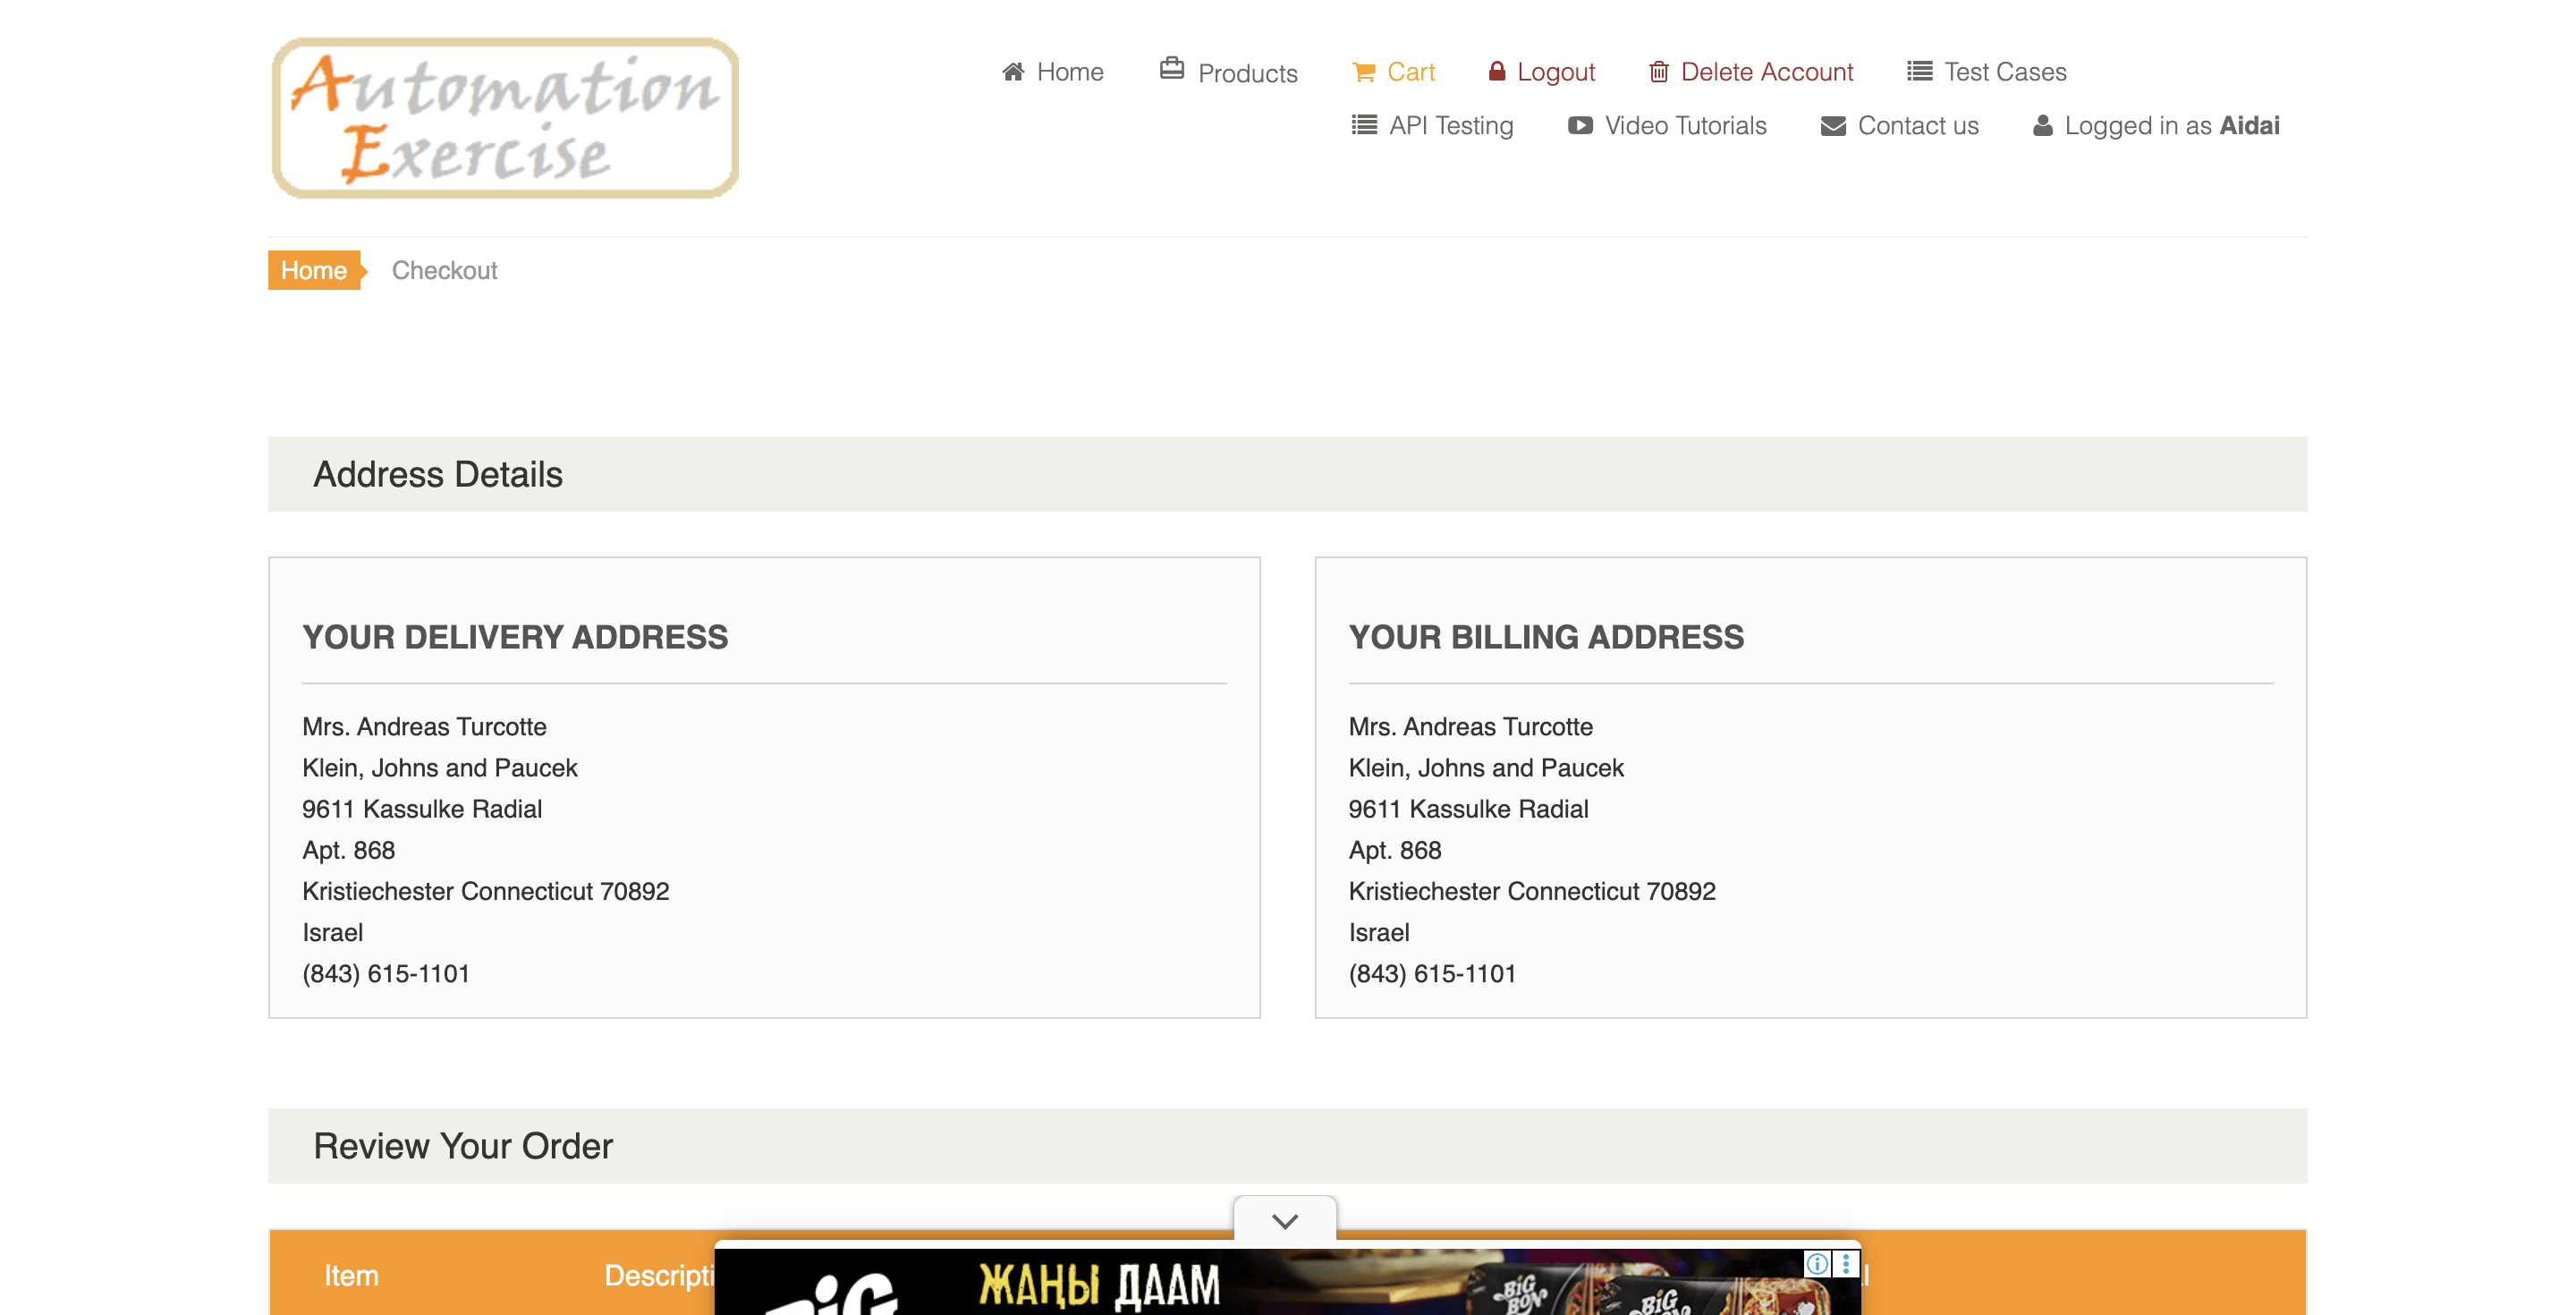 Automation
Exercise
Home
Products
Cart
Logout
Delete Account
Test Cases
API Testing
Video Tutorials
Contact us
Logged in as Aidai
Home
Checkout
Address Details
YOUR DELIVERY ADDRESS
Mrs. Andreas Turcotte
Klein, Johns and Paucek
9611 Kassulke Radial
Apt. 868
Kristiechester Connecticut 70892
Israel
(843) 615-1101
YOUR BILLING ADDRESS
Mrs. Andreas Turcotte
Klein, Johns and Paucek
9611 Kassulke Radial
Apt. 868
Kristiechester Connecticut 70892
Israel
(843) 615-1101
Review Your Order
Item
Descripti
ЖАҢЫ ДААМ
BIG
BON
BIG